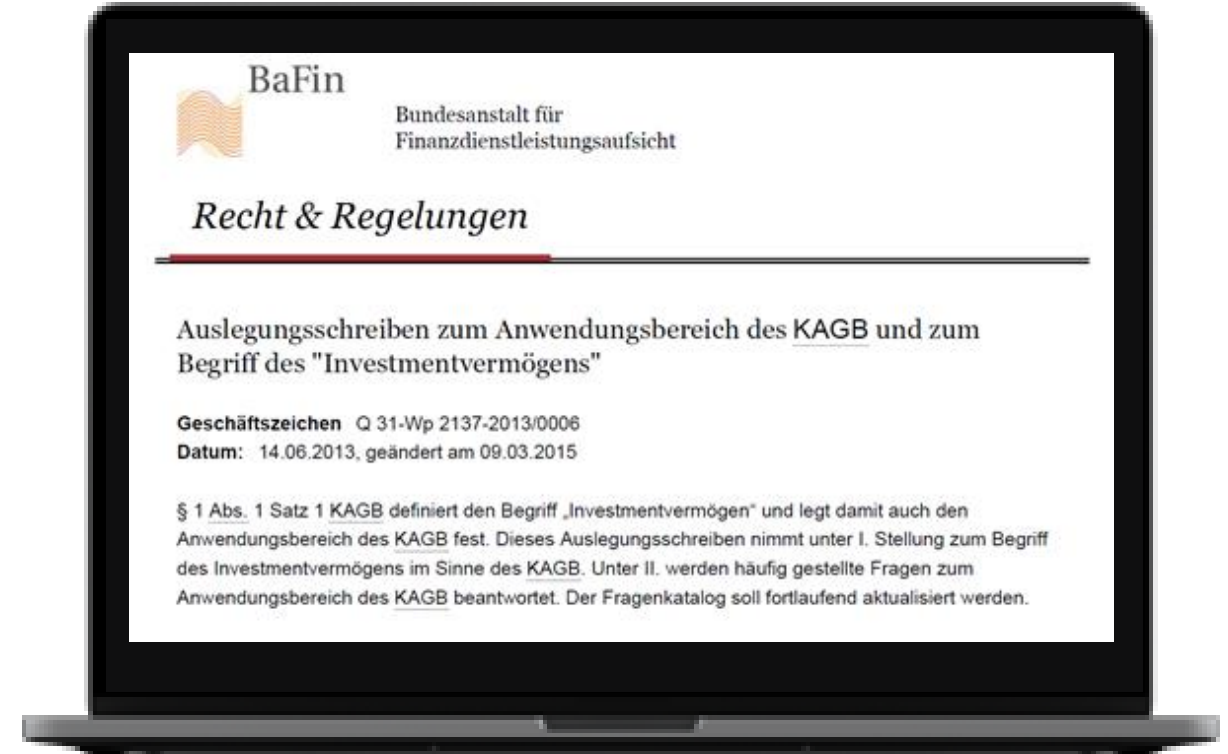 BaFin
Bundesanstalt für
Finanzdienstleistungsaufsicht
Recht & Regelungen
Auslegungsschreiben zum Anwendungsbereich des KAGB und zum
Begriff des "Investmentvermögens"
Geschäftszeichen Q 31-Wp 2137-2013/0006
Datum: 14.06.2013, geändert am 09.03.2015
§ 1 Abs. 1 Satz 1 KAGB definiert den Begriff „Investmentvermögen“ und legt damit auch den
Anwendungsbereich des KAGB fest. Dieses Auslegungsschreiben nimmt unter I. Stellung zum Begriff
des Investmentvermögens im Sinne des KAGB. Unter II. werden häufig gestellte Fragen zum
Anwendungsbereich des KAGB beantwortet. Der Fragenkatalog soll fortlaufend aktualisiert werden.